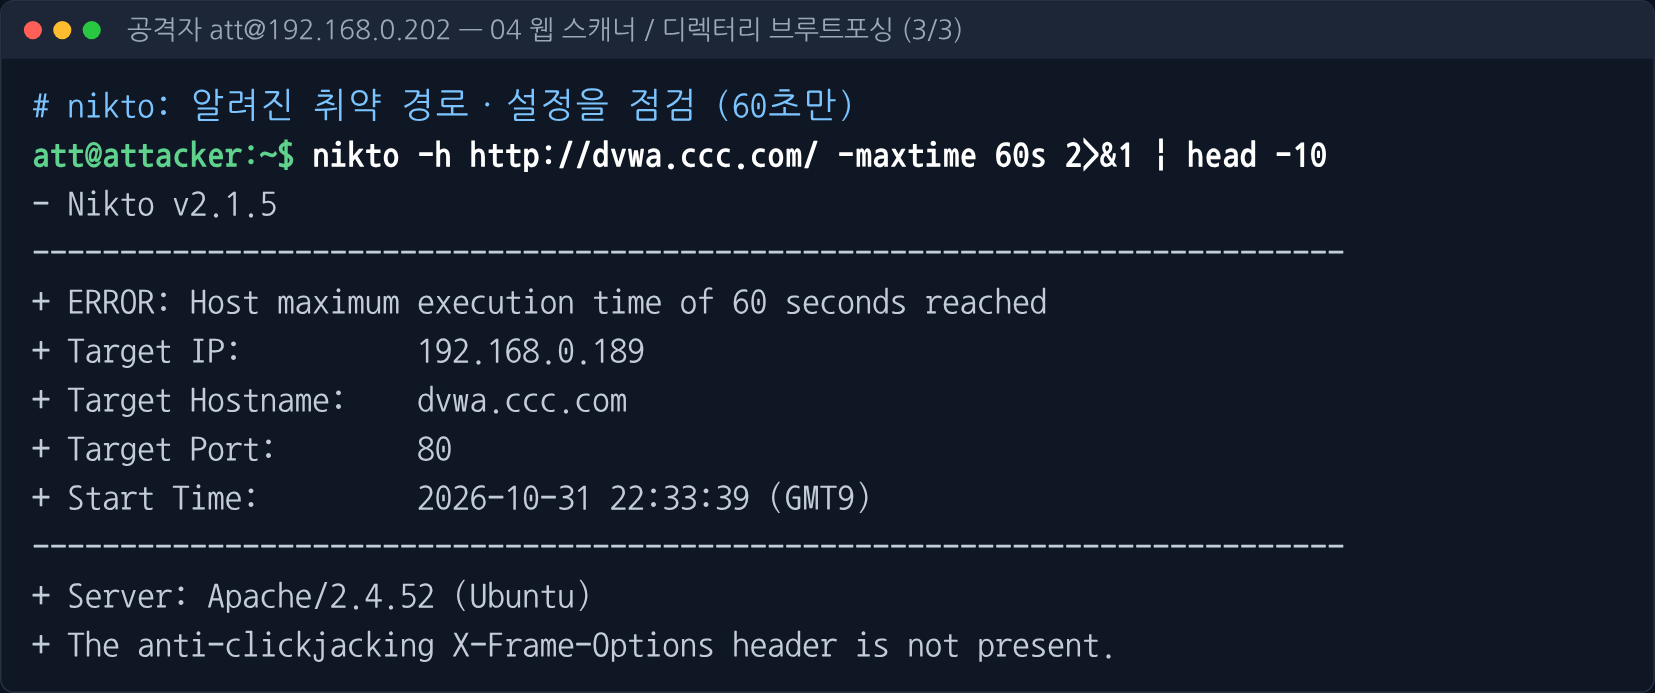 공격자 att@192.168.0.202 — 04 웹 스캐너 / 디렉터리 브루트포싱 (3/3)
# nikto: 알려진 취약 경로·설정을 점검 (60초만)
att@attacker:~$ nikto -h http://dvwa.ccc.com/ -maxtime 60s 2>&1 | head -10
- Nikto v2.1.5
---------------------------------------------------------------------------
+ ERROR: Host maximum execution time of 60 seconds reached
+ Target IP:          192.168.0.189
+ Target Hostname:    dvwa.ccc.com
+ Target Port:        80
+ Start Time:         2026-10-31 22:33:39 (GMT9)
---------------------------------------------------------------------------
+ Server: Apache/2.4.52 (Ubuntu)
+ The anti-clickjacking X-Frame-Options header is not present.